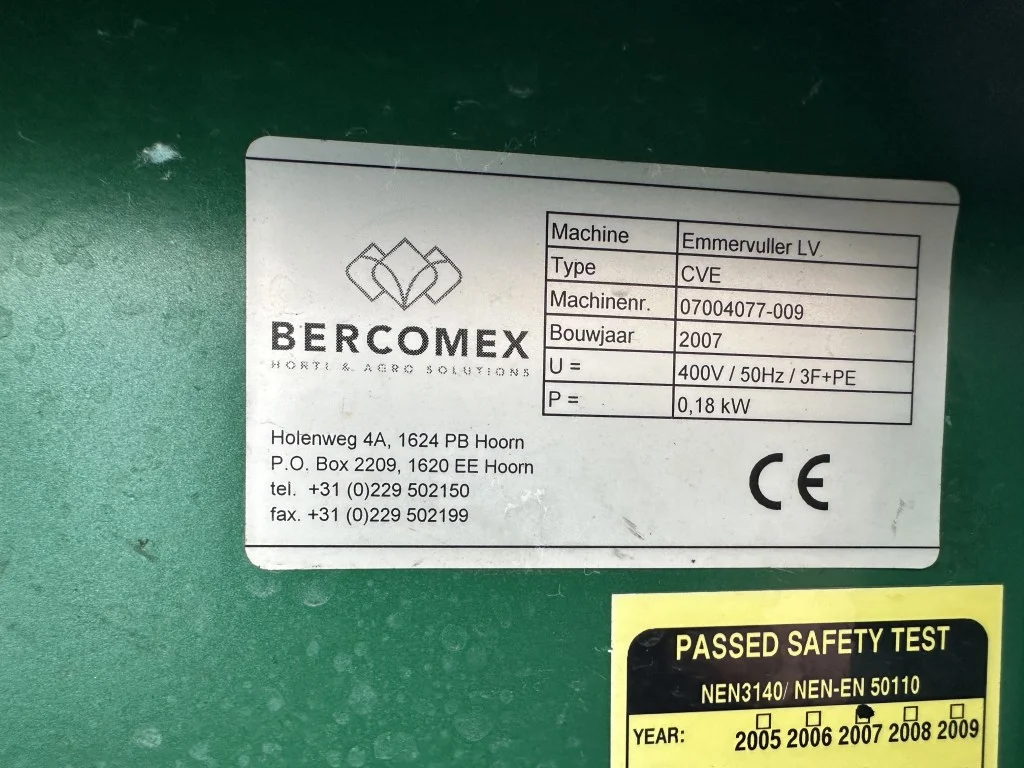 BERCOMEX
HORTI & AGRO SOLUTIONS
Machine Emmervuller LV
Type CVE
Machinenr. 07004077-009
Bouwjaar 2007
U = 400V / 50Hz / 3F+PE
P = 0,18 kW
Holenweg 4A, 1624 PB Hoorn
P.O. Box 2209, 1620 EE Hoorn
tel. +31 (0)229 502150
fax. +31 (0)229 502199
CE
PASSED SAFETY TEST
NEN3140/ NEN-EN 50110
YEAR: 2005 2006 2007 2008 2009